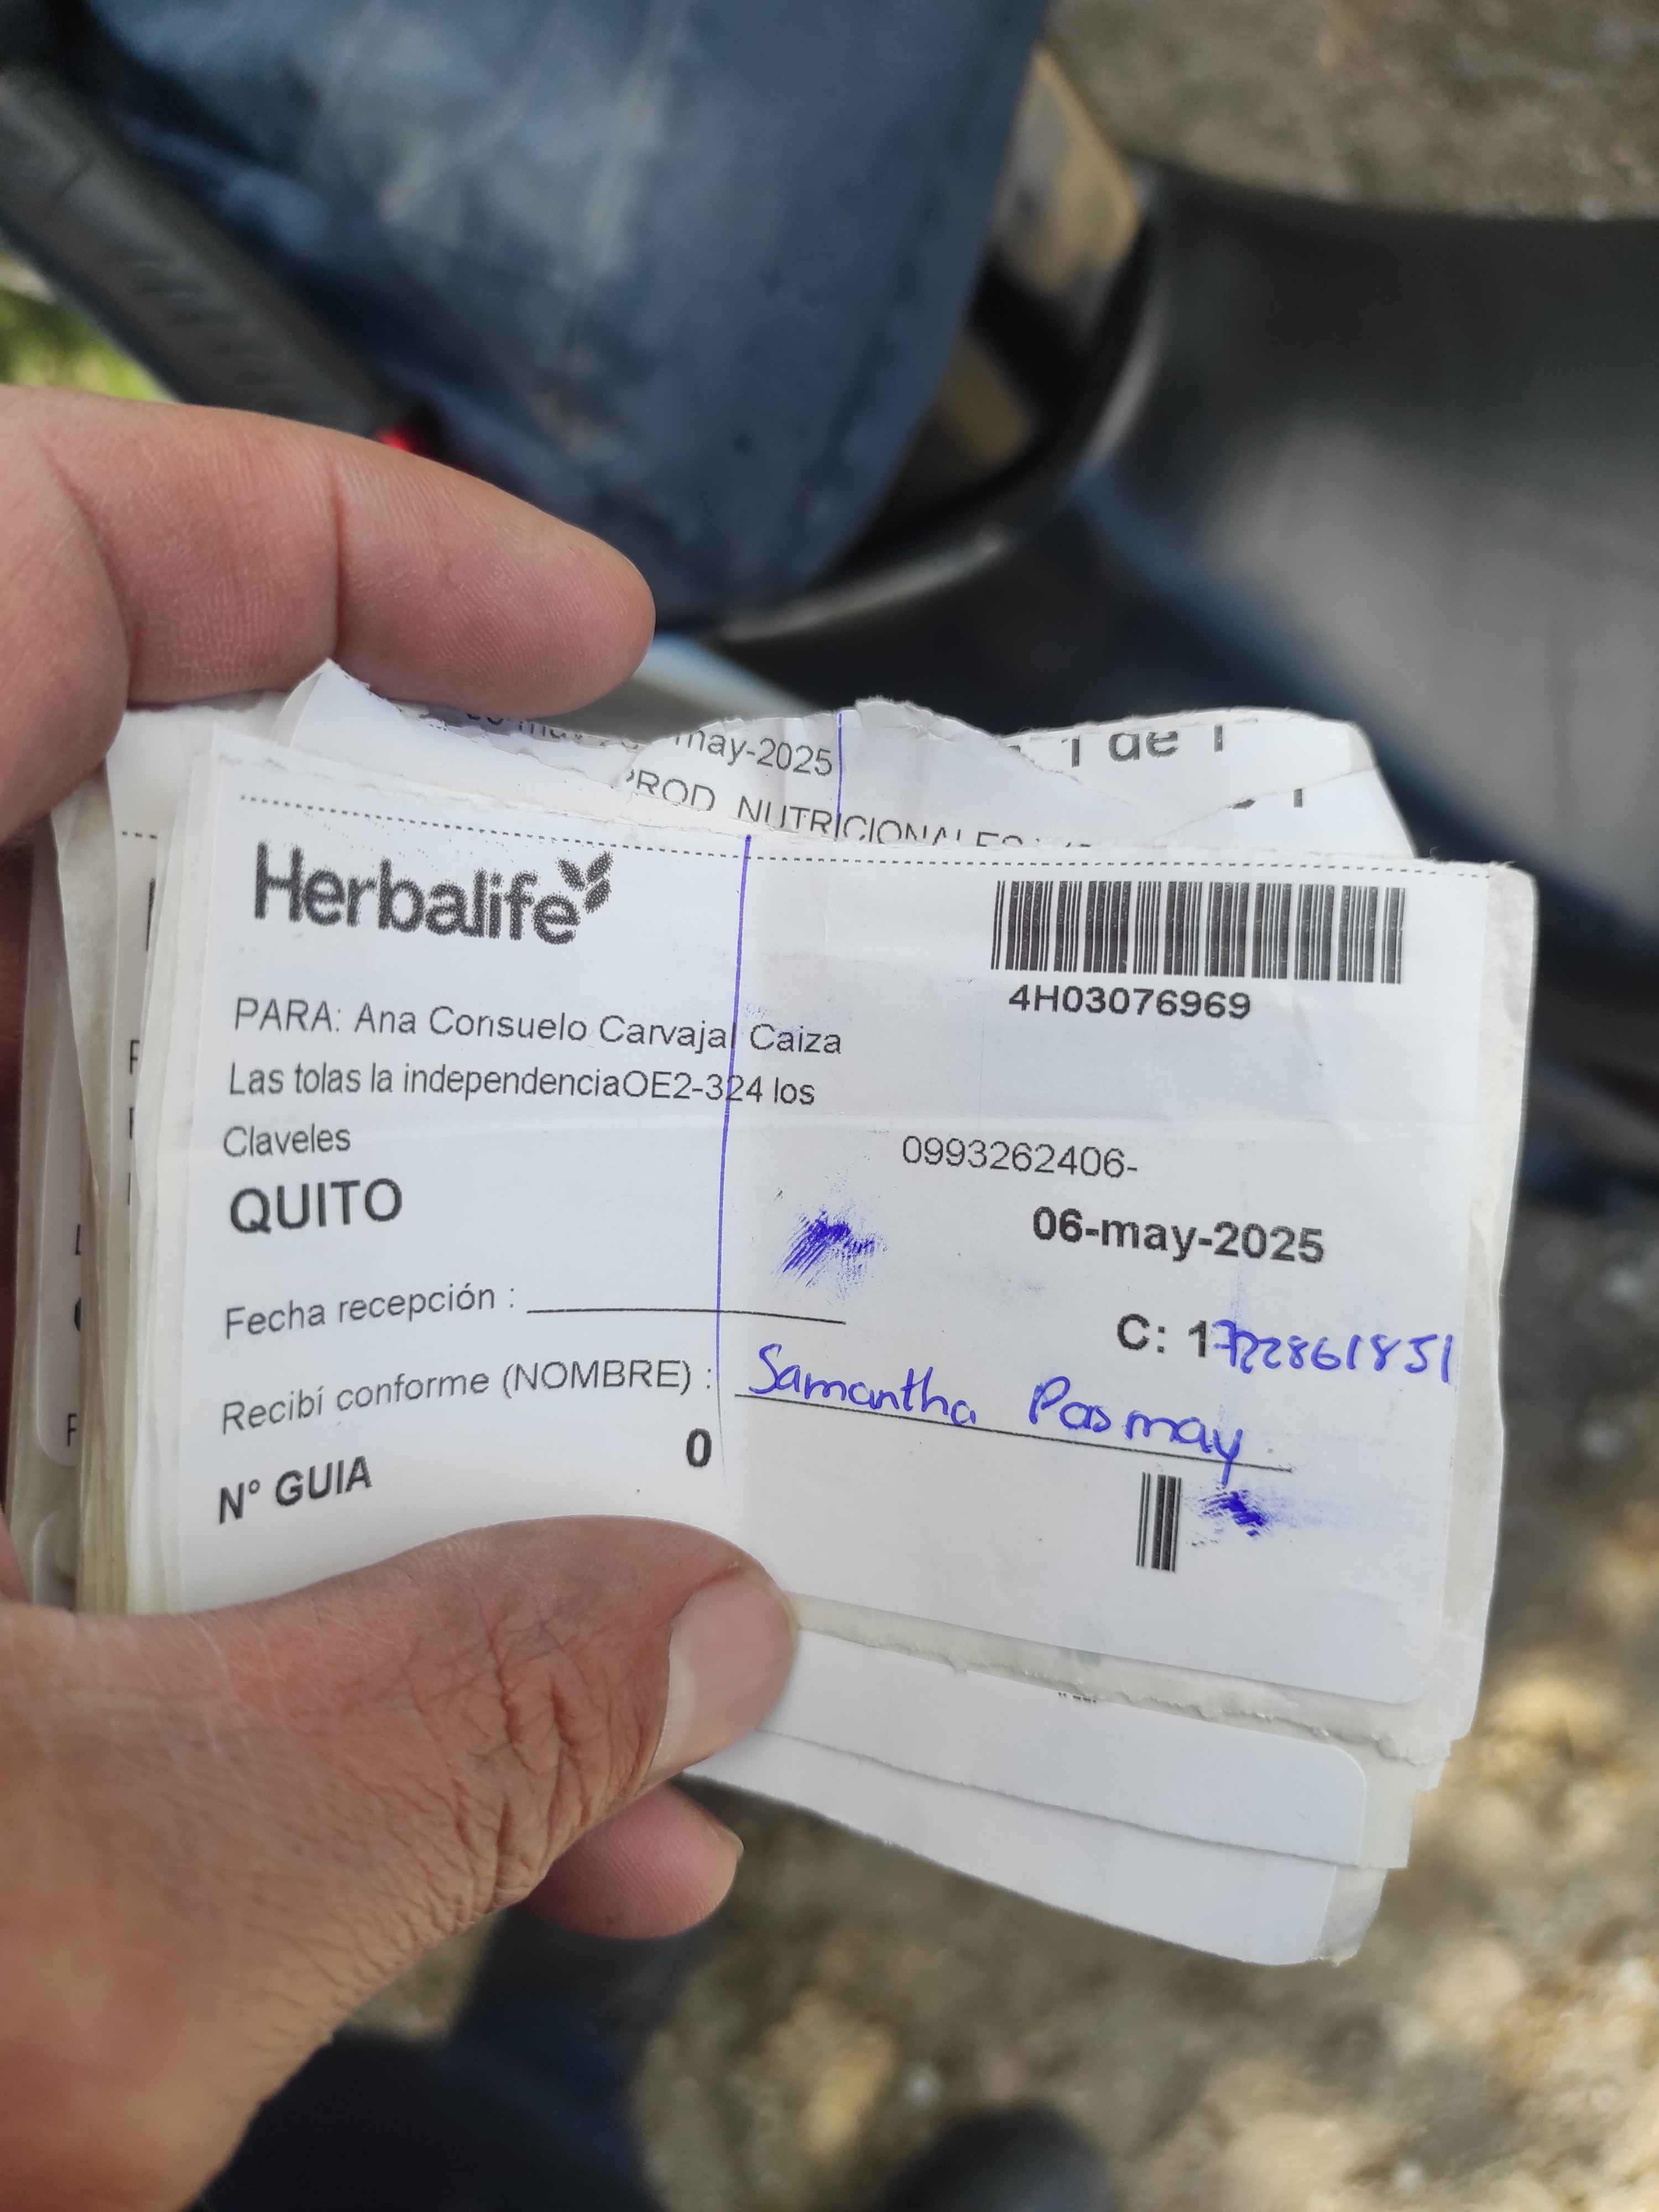 may-2025
1 de 1
PROD NUTRICIONALES
Herbalife
4H03076969
PARA: Ana Consuelo Carvajal Caiza
Las tolas la independenciaOE2-324 los
Claveles
0993262406-
QUITO
06-may-2025
Fecha recepción :
C: 1722861851
Recibí conforme (NOMBRE) : Samantha Pasmay
N° GUIA 0